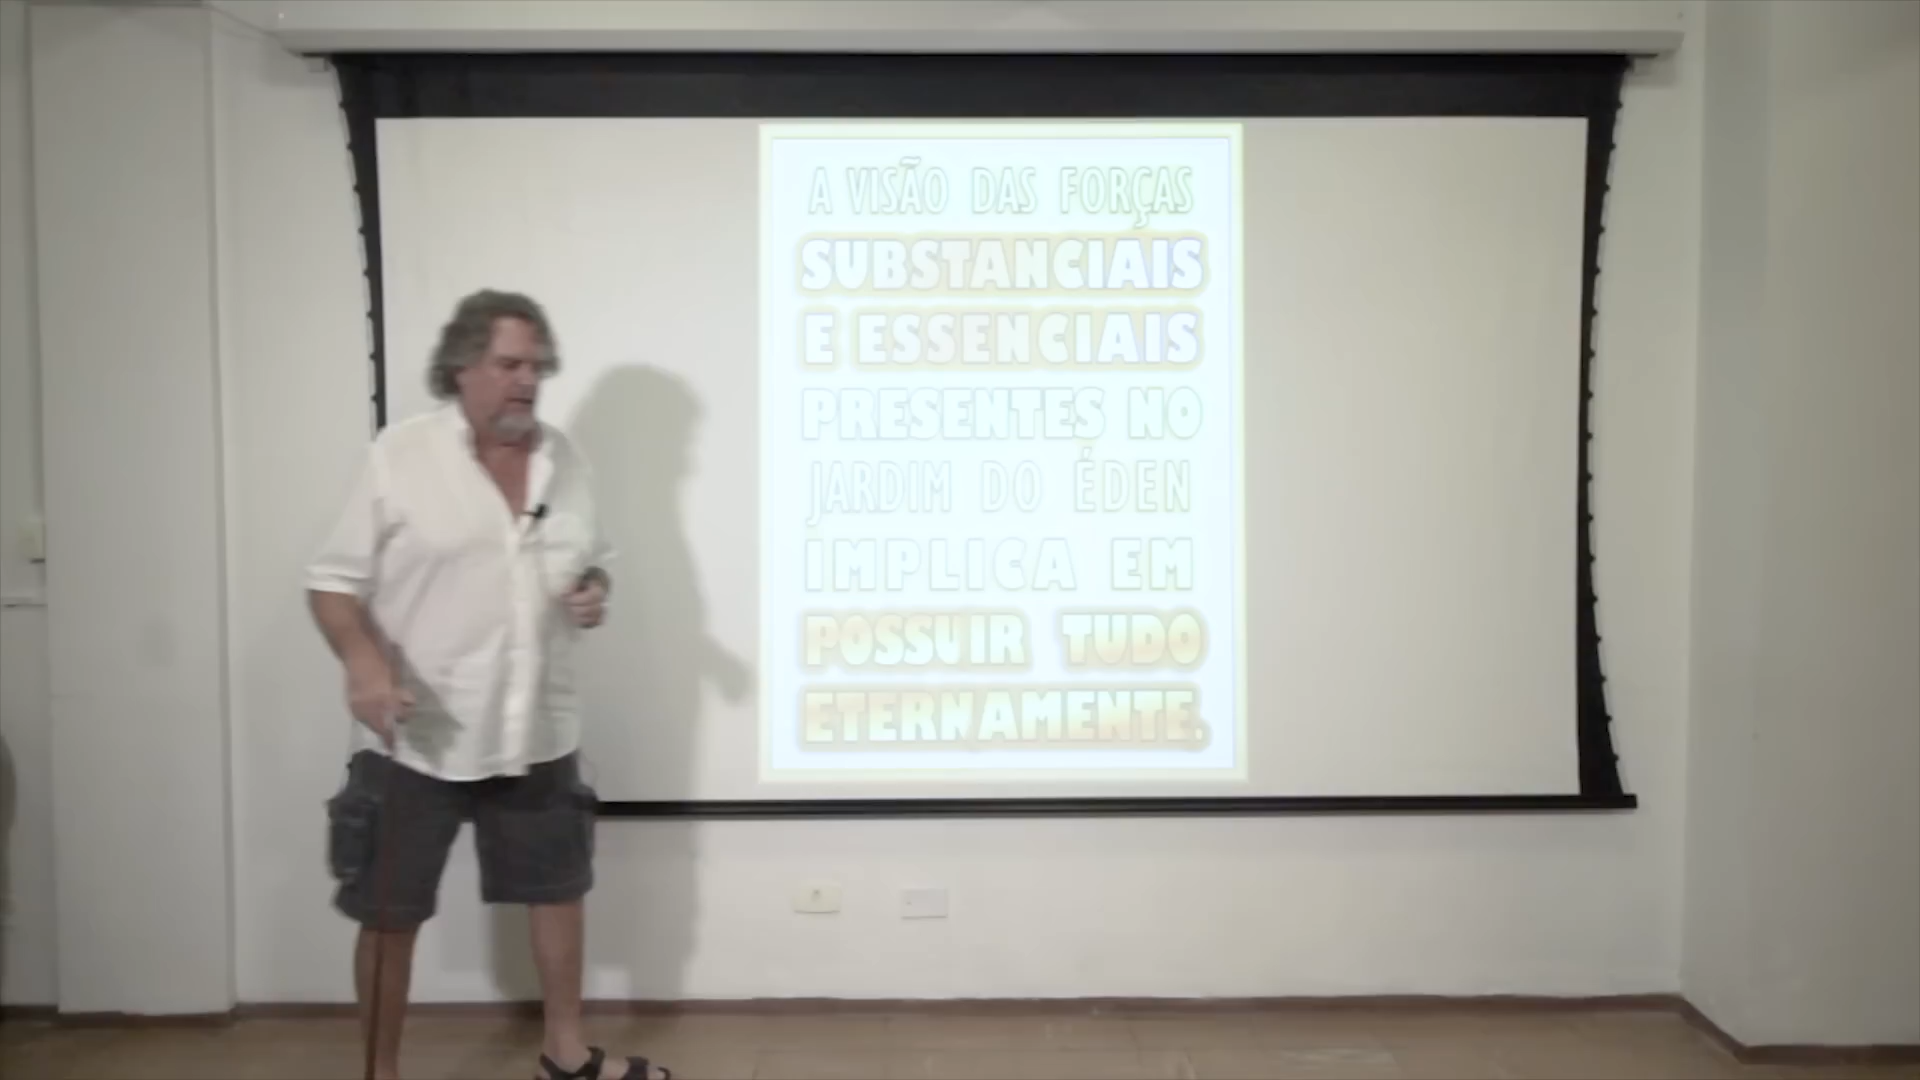 A VISÃO DAS FORÇAS
SUBSTANCIAIS
E ESSENCIAIS
PRESENTES NO
JARDIM DO ÉDEN
IMPLICA EM
POSSUIR TUDO
ETERNAMENTE.